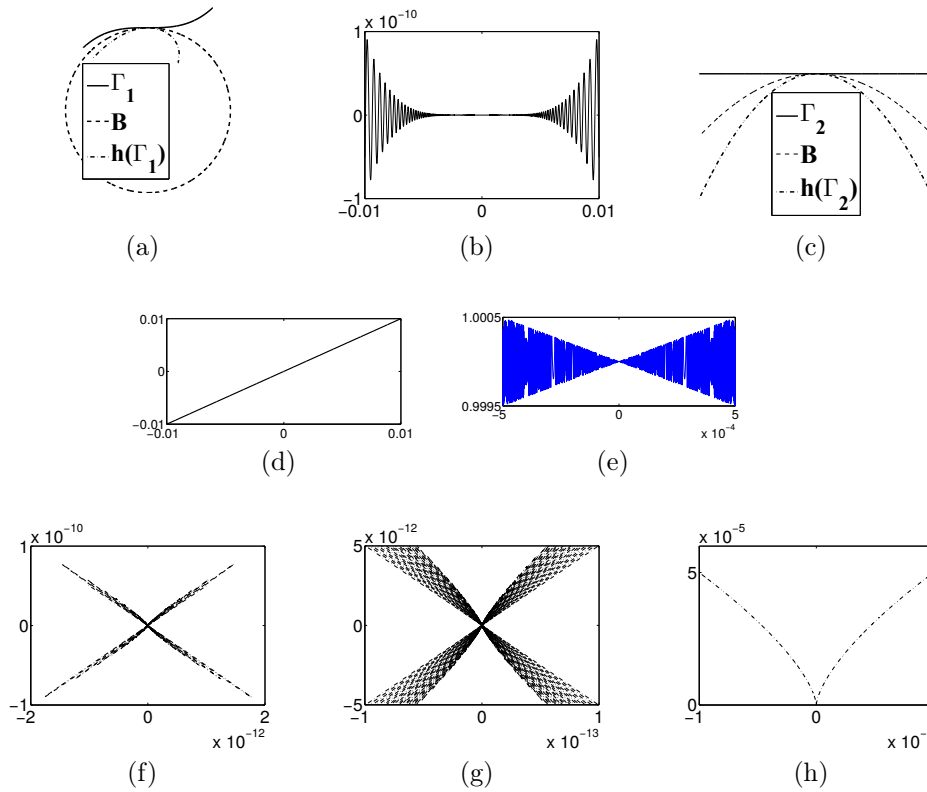 Γ1
B
h(Γ1)
(a)
x 10−10
1
0
−1
−0.01 0 0.01
(b)
Γ2
B
h(Γ2)
(c)
0.01
0
−0.01
−0.01 0 0.01
(d)
1.0005
0.9995
−5 0 5
x 10−4
(e)
x 10−10
1
0
−1
−2 0 2
x 10−12
(f)
x 10−12
5
0
−5
−1 0 1
x 10−13
(g)
x 10−5
5
0
−1 0
(h)